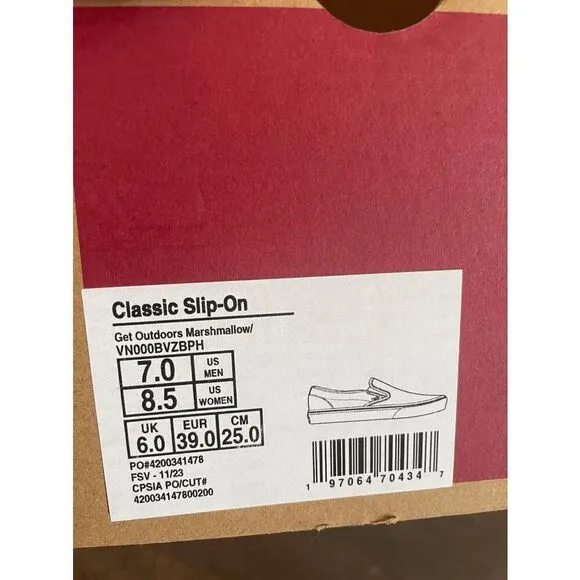 Classic Slip-On
Get Outdoors Marshmallow/
VN000BVZBPH
7.0 US MEN
8.5 US WOMEN
UK EUR CM
6.0 39.0 25.0
PO#4200341478
FSV - 11/23
CPSIA PO/CUT#
420034147800200
1 97064 70434 7